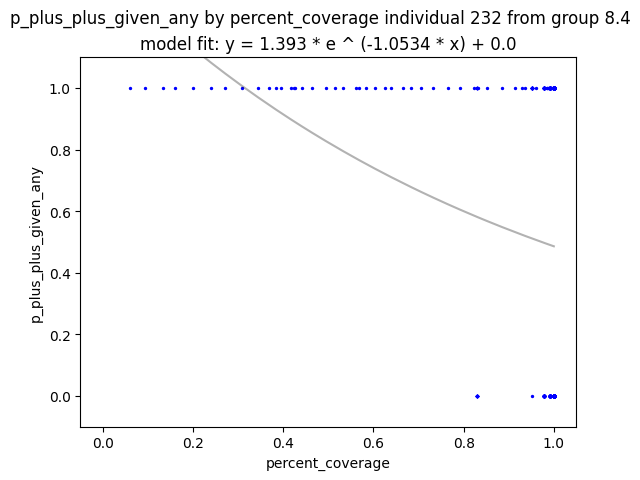 p_plus_plus_given_any by percent_coverage individual 232 from group 8.4
model fit: y = 1.393 * e ^ (-1.0534 * x) + 0.0
1.0
0.8
0.6
0.4
0.2
0.0
p_plus_plus_given_any
0.0 0.2 0.4 0.6 0.8 1.0
percent_coverage